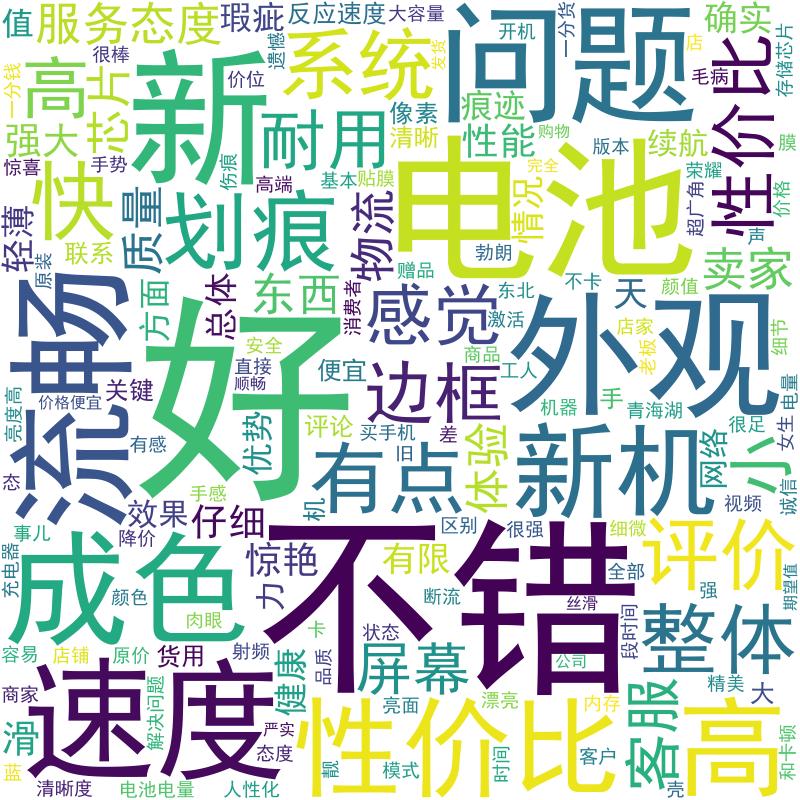 值
服务态度
瑕疵
反应速度
大容量
开机
一分货
店
确实
很棒
遗憾
系统
发货
问题
毛病
存储芯片
一分钱
高
芯片
新
价位
像素
痕迹
性价比
强大
耐用
清晰
性能
购物
版本
续航
膜
惊喜
手势
伤痕
高端
基本
贴膜
完全
荣耀
快
划痕
电池
情况
超广角
价格
轻薄
质量
物流
声
原装
联系
方面
总体
东西
消费者
赠品
勃朗
东北
不卡
天
颜值
卖家
流畅
好
感觉
激活
外观
店家
老板
细节
安全
直接
顺畅
便宜
边框
商品
工人
亮度高
价格便宜
关键
优势
评论
买手机
差
机器
手
青海湖
女生
电量
有感
旧
有点
体验
新机
网络
小
很足
诚信
态
手感
机
效果
仔细
视频
事儿
降价
区别
很强
细微
充电器
成色
惊艳
有限
不错
评价
全部
期望值
颜色
力
断流
丝滑
强
肉眼
卡
状态
段时间
整体
容易
店铺
原价
货用
射频
健康
品质
屏幕
公司
精美
大
商家
速度
解决问题
亮面
漂亮
内存
客服
滑
严实
性价比
高
和卡顿
蓝
态度
靓
模式
时间
客户
壳
清晰度
电池电量
人性化